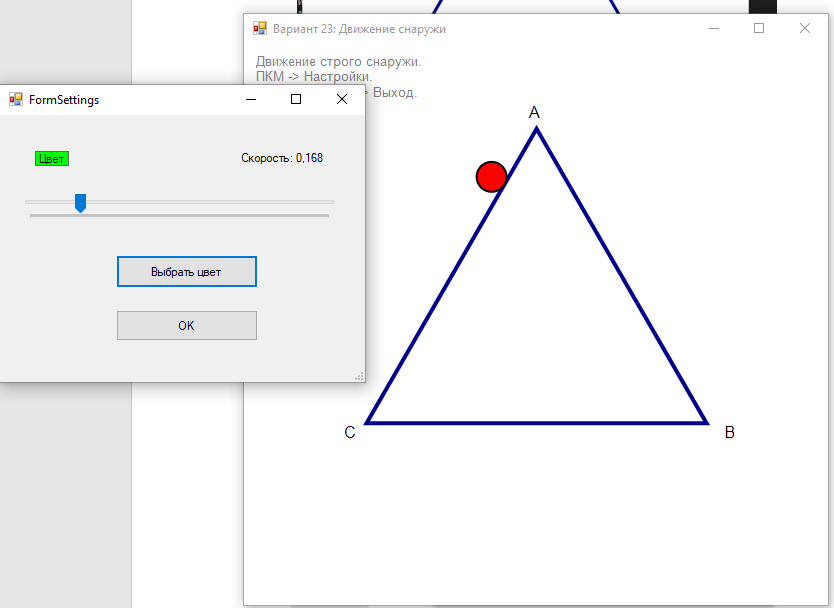 Вариант 23: Движение снаружи
Движение строго снаружи.
ПКМ -> Настройки.
> Выход.
FormSettings
Цвет
Скорость: 0,168
Выбрать цвет
OK
A
C
B